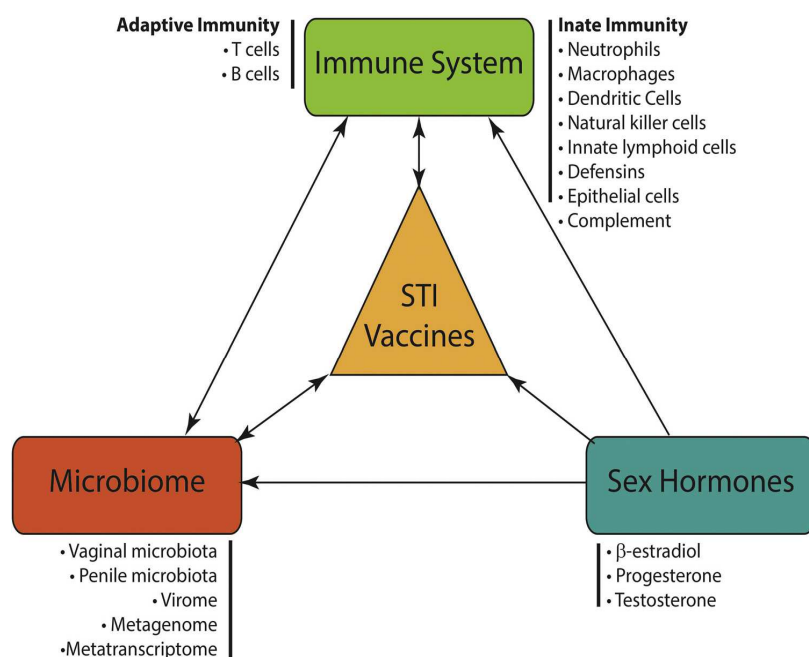 Adaptive Immunity
• T cells
• B cells
Immune System
Inate Immunity
• Neutrophils
• Macrophages
• Dendritic Cells
• Natural killer cells
• Innate lymphoid cells
• Defensins
• Epithelial cells
• Complement
STI
Vaccines
Microbiome
• Vaginal microbiota
• Penile microbiota
• Virome
• Metagenome
•Metatranscriptome
Sex Hormones
• β-estradiol
• Progesterone
• Testosterone